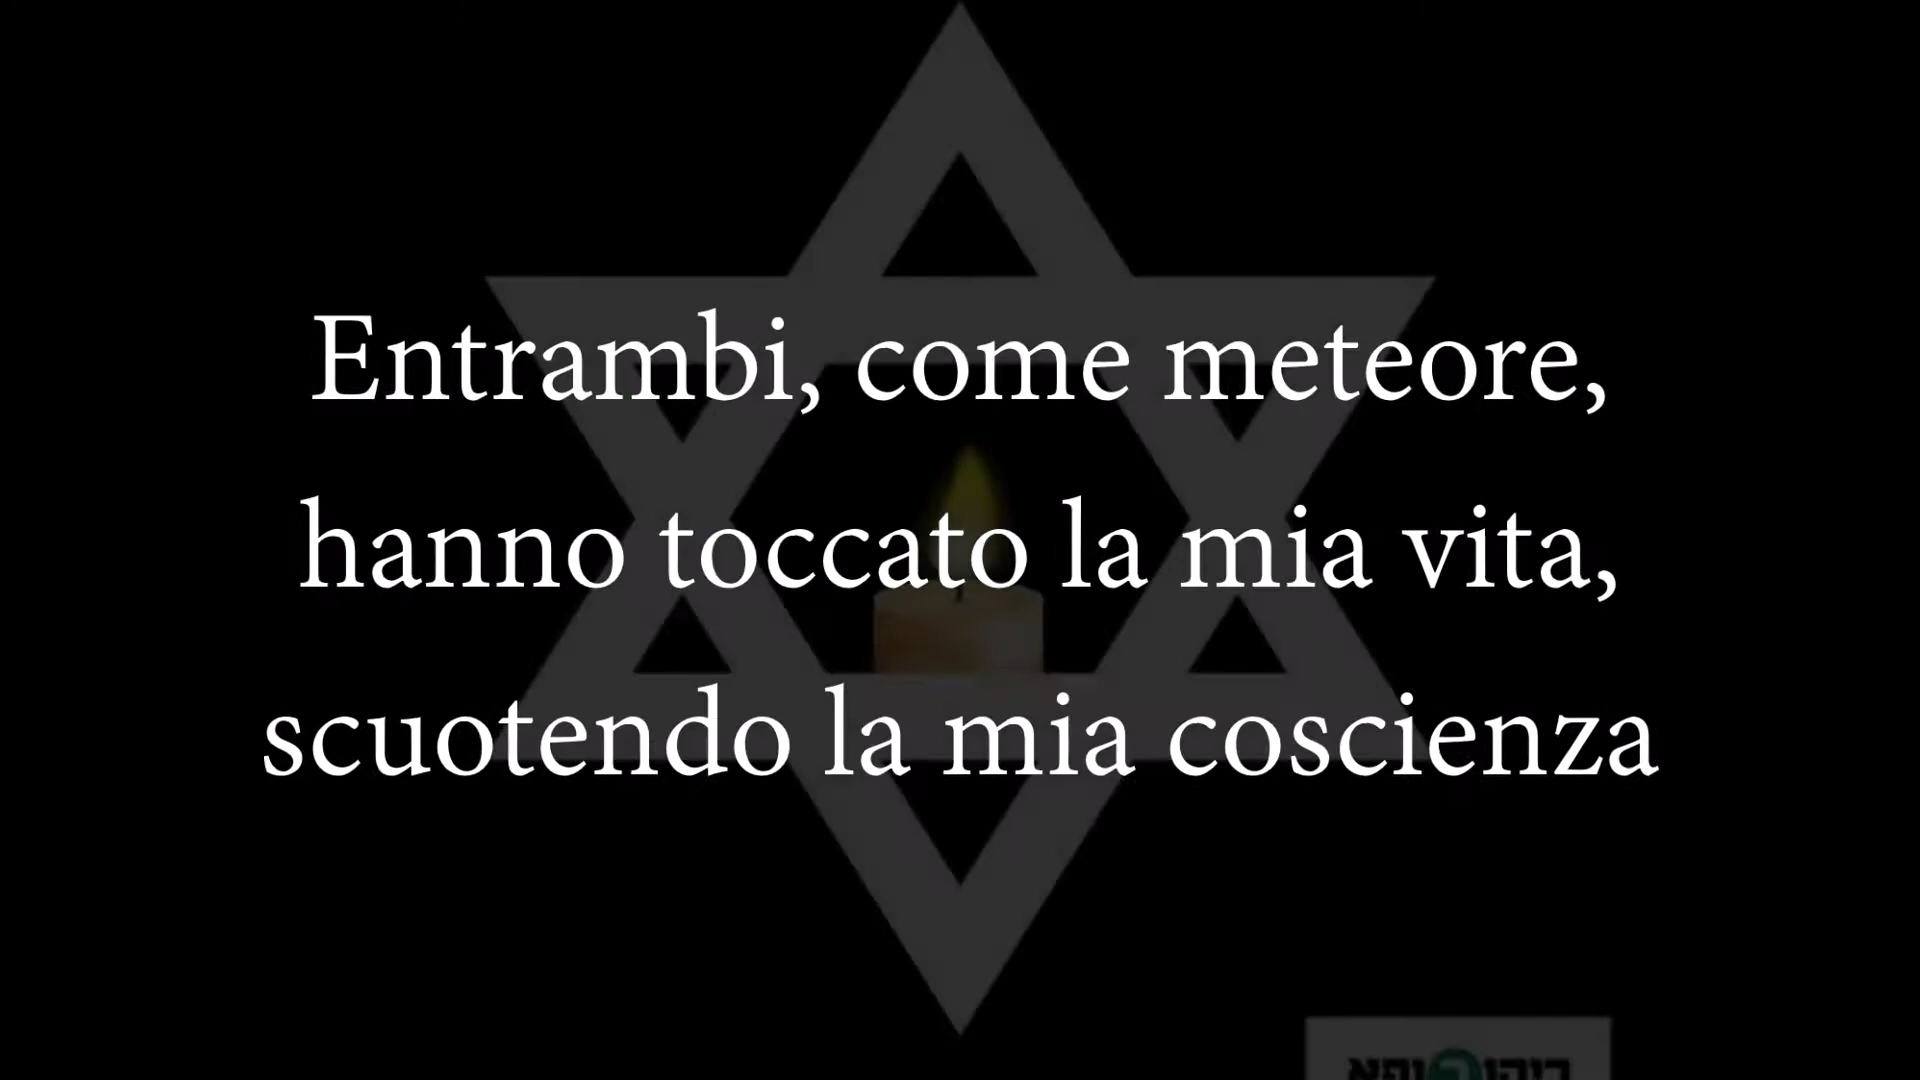 Entrambi, come meteore,
hanno toccato la mia vita,
scuotendo la mia coscienza